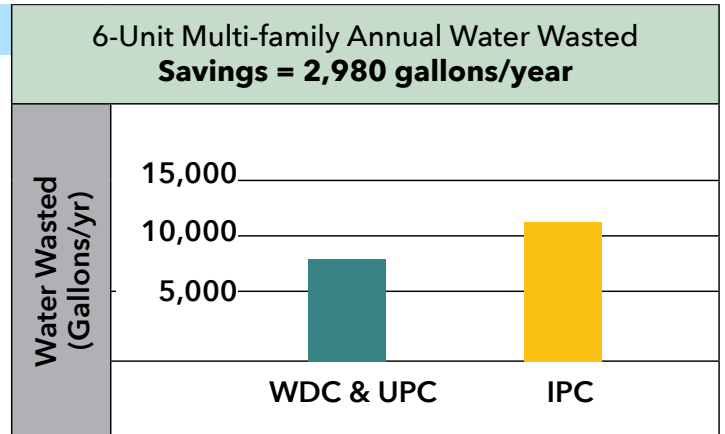 6-Unit Multi-family Annual Water Wasted
Savings = 2,980 gallons/year
Water Wasted
(Gallons/yr)
15,000
10,000
5,000
WDC & UPC
IPC